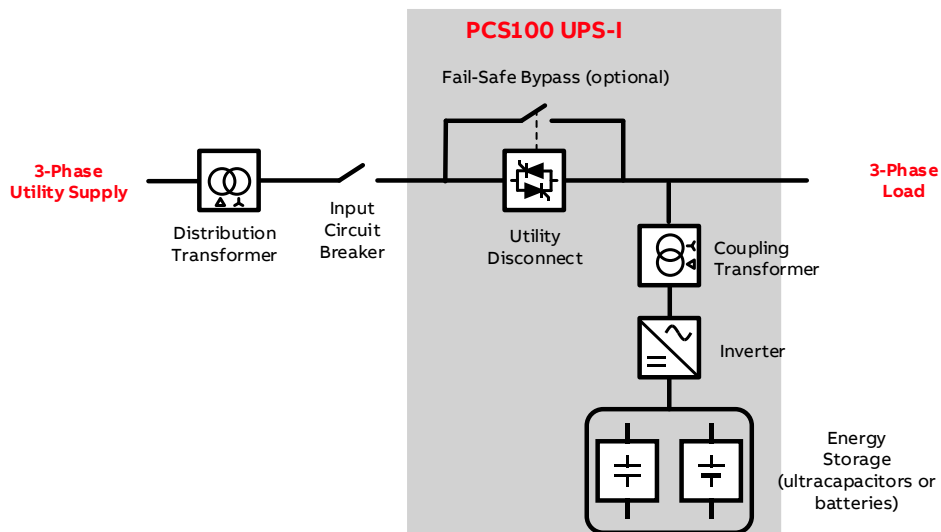 PCS100 UPS-I
Fail-Safe Bypass (optional)
3-Phase
Utility Supply
3-Phase
Load
Distribution
Transformer
Input
Circuit
Breaker
Utility
Disconnect
Coupling
Transformer
Inverter
Energy
Storage
(ultracapacitors or
batteries)